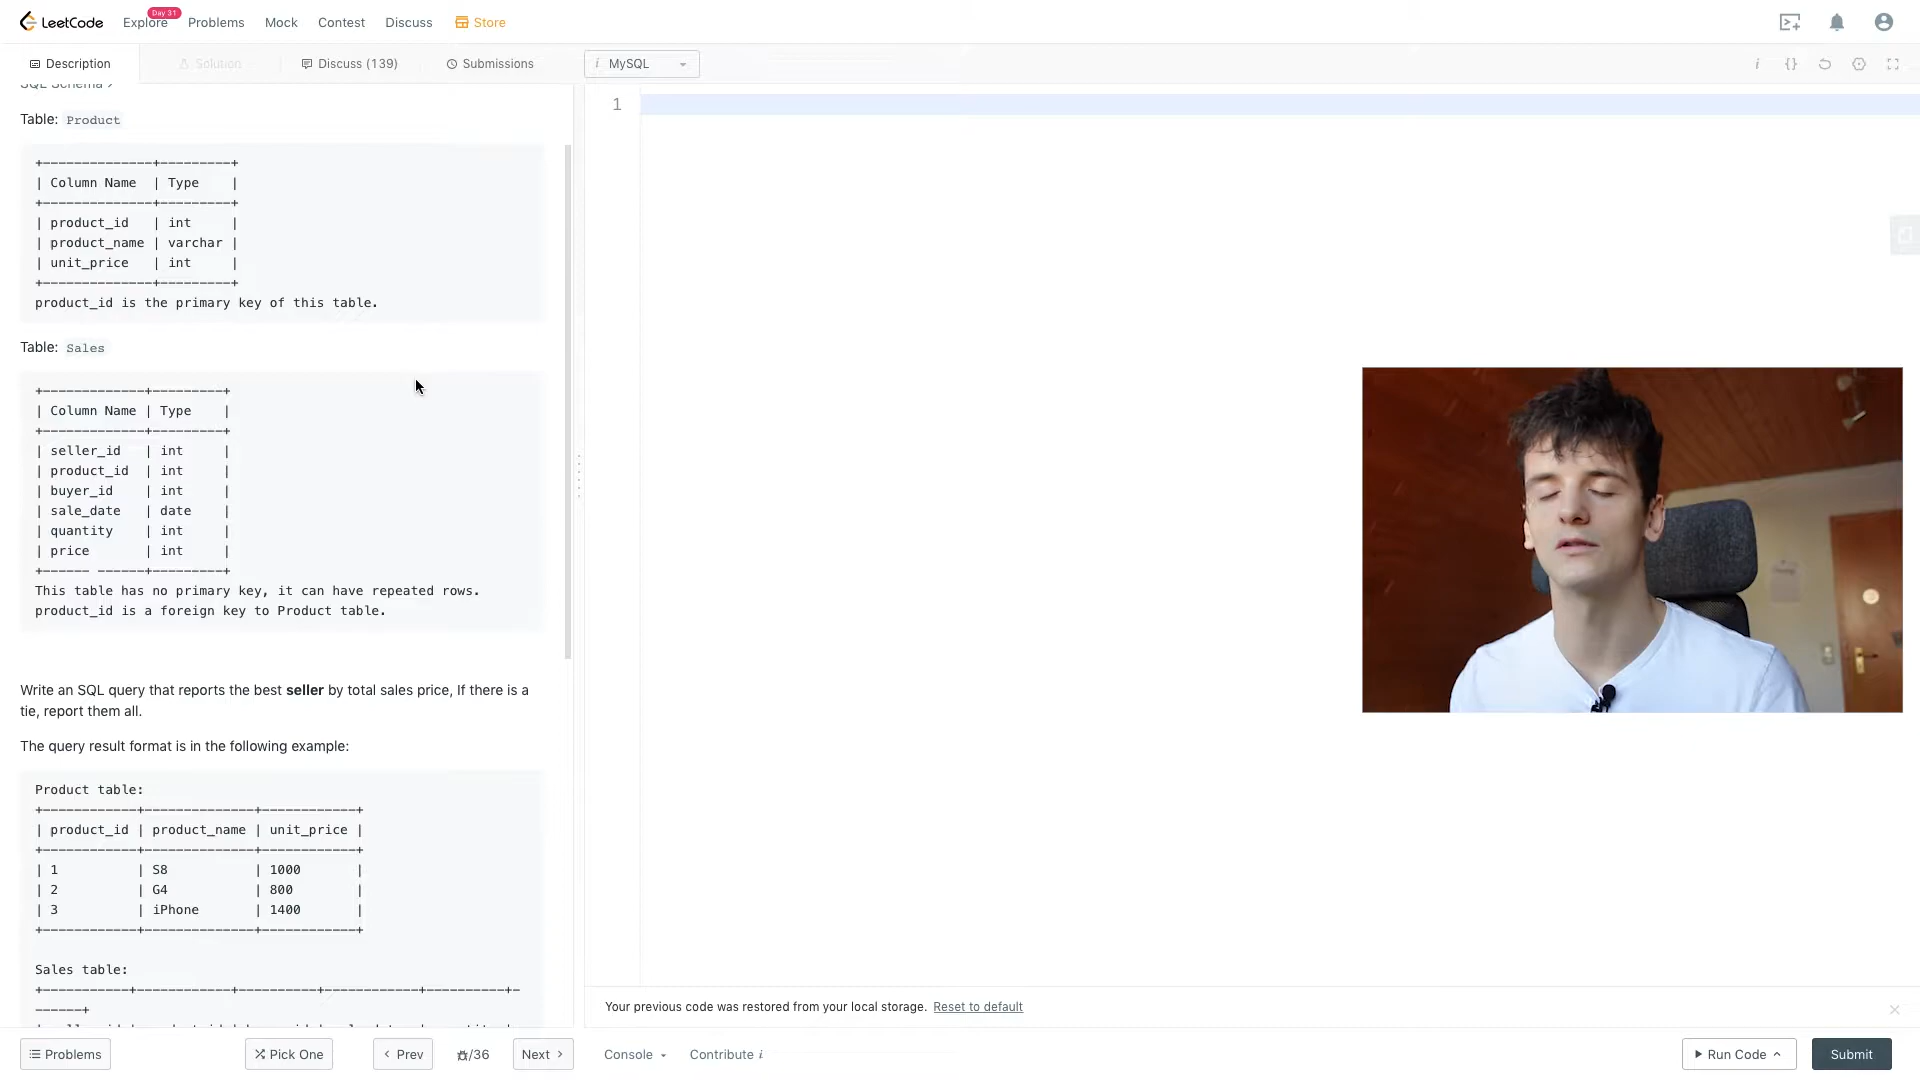 LeetCode
Explore
Day 31
Problems
Mock
Contest
Discuss
Store
Description
Solution
Discuss (139)
Submissions
i MySQL
i {}
SQL Schema
Table: Product
+--------------+---------+
| Column Name  | Type    |
+--------------+---------+
| product_id   | int     |
| product_name | varchar |
| unit_price   | int     |
+--------------+---------+
product_id is the primary key of this table.
Table: Sales
+-------------+---------+
| Column Name | Type    |
+-------------+---------+
| seller_id   | int     |
| product_id  | int     |
| buyer_id    | int     |
| sale_date   | date    |
| quantity    | int     |
| price       | int     |
+------ ------+---------+
This table has no primary key, it can have repeated rows.
product_id is a foreign key to Product table.
Write an SQL query that reports the best seller by total sales price, If there is a
tie, report them all.
The query result format is in the following example:
Product table:
+------------+--------------+------------+
| product_id | product_name | unit_price |
+------------+--------------+------------+
| 1          | S8           | 1000       |
| 2          | G4           | 800        |
| 3          | iPhone       | 1400       |
+------------+--------------+------------+
Sales table:
+-----------+------------+----------+------------+----------+-
------+
1
Your previous code was restored from your local storage. Reset to default
Problems
Pick One
< Prev
/36
Next >
Console
Contribute i
Run Code
Submit